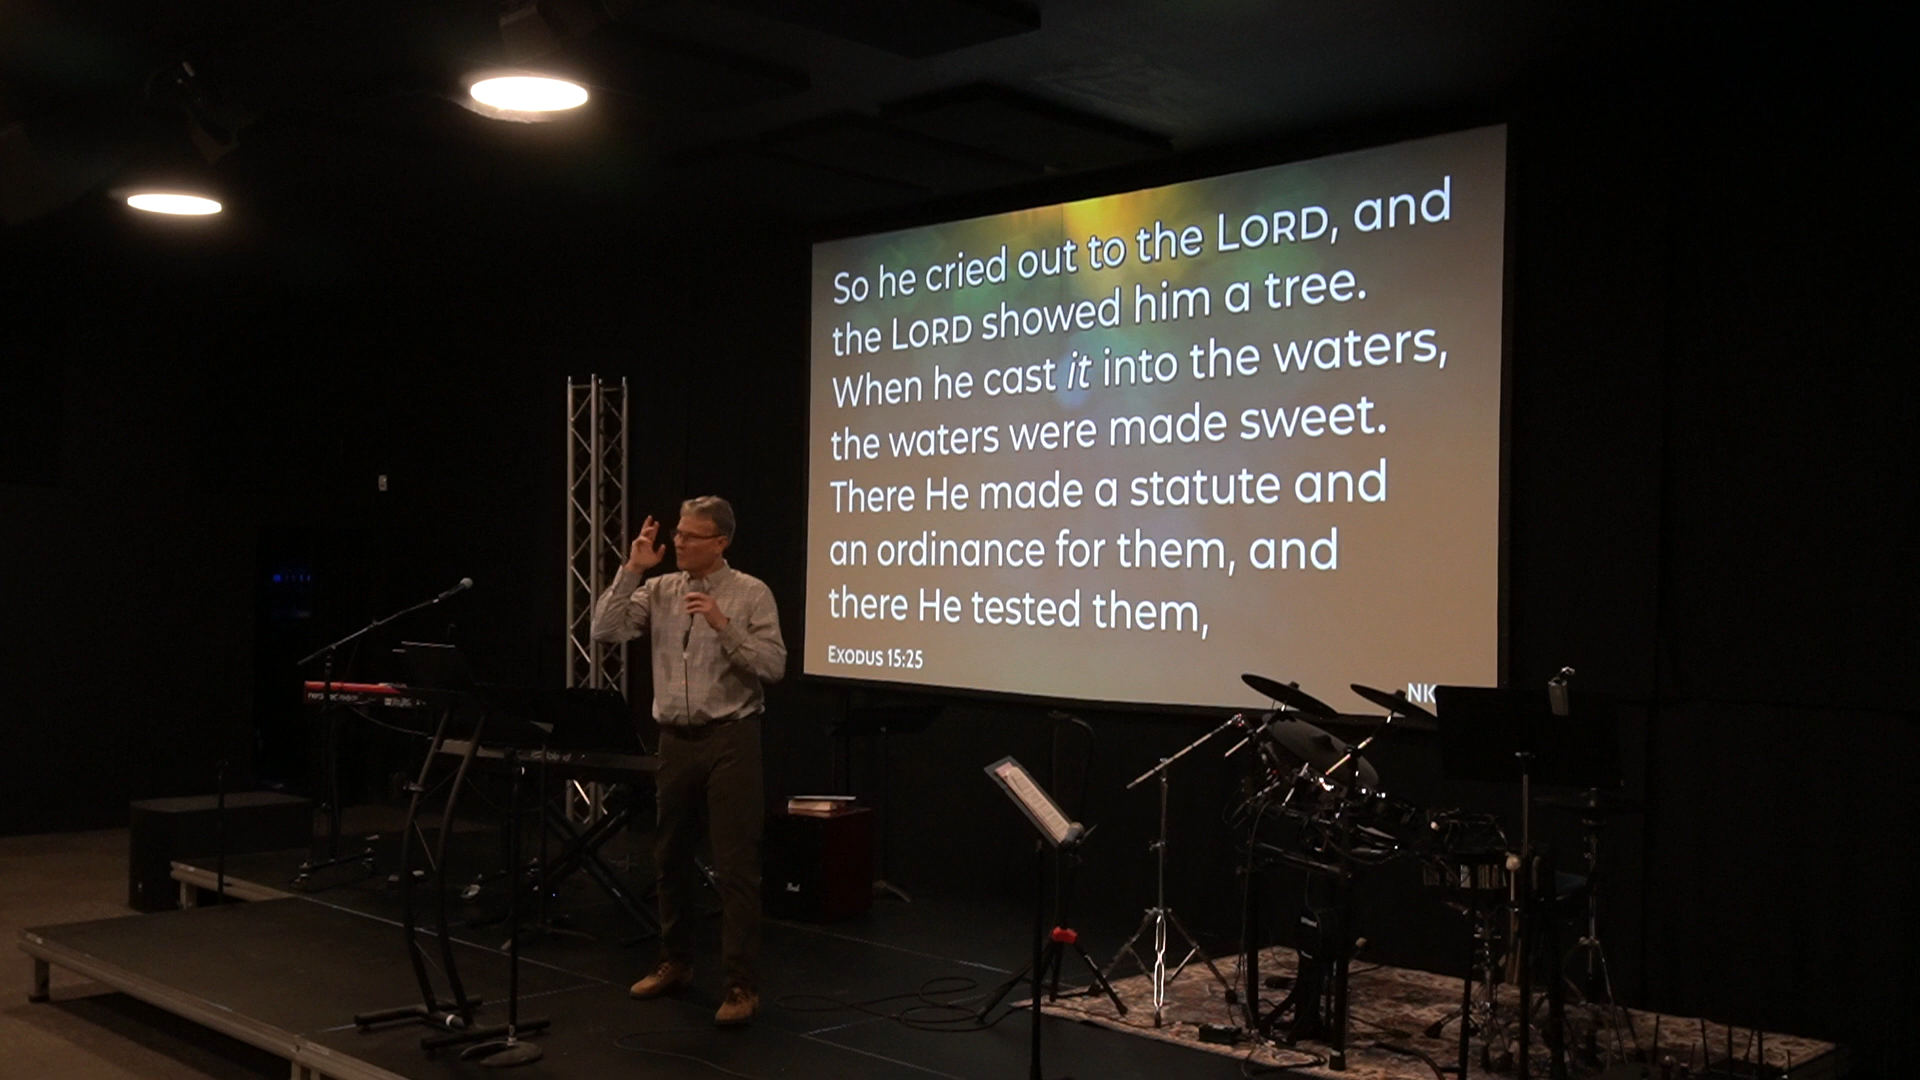 So he cried out to the LORD, and
the LORD showed him a tree.
When he cast it into the waters,
the waters were made sweet.
There He made a statute and
an ordinance for them, and
there He tested them,
EXODUS 15:25
NK